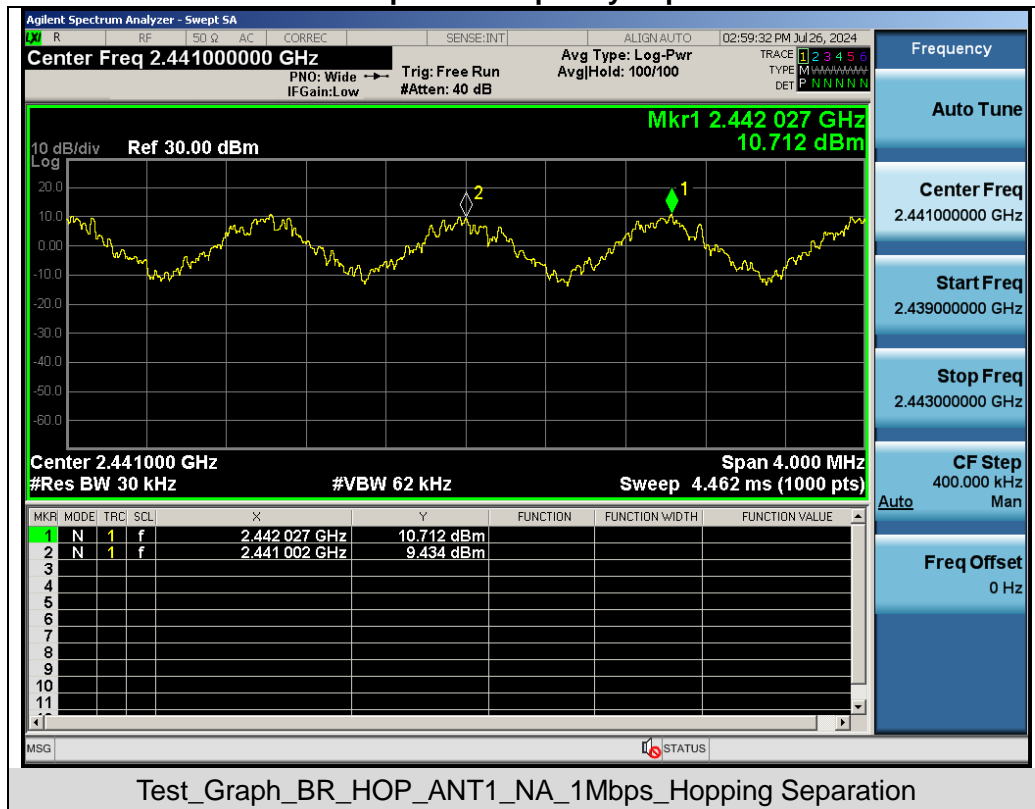 Agilent Spectrum Analyzer - Swept SA
LXI R RF 50 Ω AC CORREC SENSE:INT ALIGN AUTO 02:59:32 PM Jul 26, 2024
Center Freq 2.441000000 GHz
PNO: Wide
IFGain:Low
Trig: Free Run
#Atten: 40 dB
Avg Type: Log-Pwr
Avg|Hold: 100/100
TRACE 1 2 3 4 5 6
TYPE M
DET P N N N N N
Mkr1 2.442 027 GHz
10.712 dBm
10 dB/div Ref 30.00 dBm
Log
20.0
10.0
0.00
-10.0
-20.0
-30.0
-40.0
-50.0
-60.0
2
1
Center 2.441000 GHz Span 4.000 MHz
#Res BW 30 kHz #VBW 62 kHz Sweep 4.462 ms (1000 pts)
MKR MODE TRC SCL X Y FUNCTION FUNCTION WIDTH FUNCTION VALUE
1 N 1 f 2.442 027 GHz 10.712 dBm
2 N 1 f 2.441 002 GHz 9.434 dBm
3
4
5
6
7
8
9
10
11
MSG STATUS
Frequency
Auto Tune
Center Freq
2.441000000 GHz
Start Freq
2.439000000 GHz
Stop Freq
2.443000000 GHz
CF Step
400.000 kHz
Auto Man
Freq Offset
0 Hz
Test_Graph_BR_HOP_ANT1_NA_1Mbps_Hopping Separation